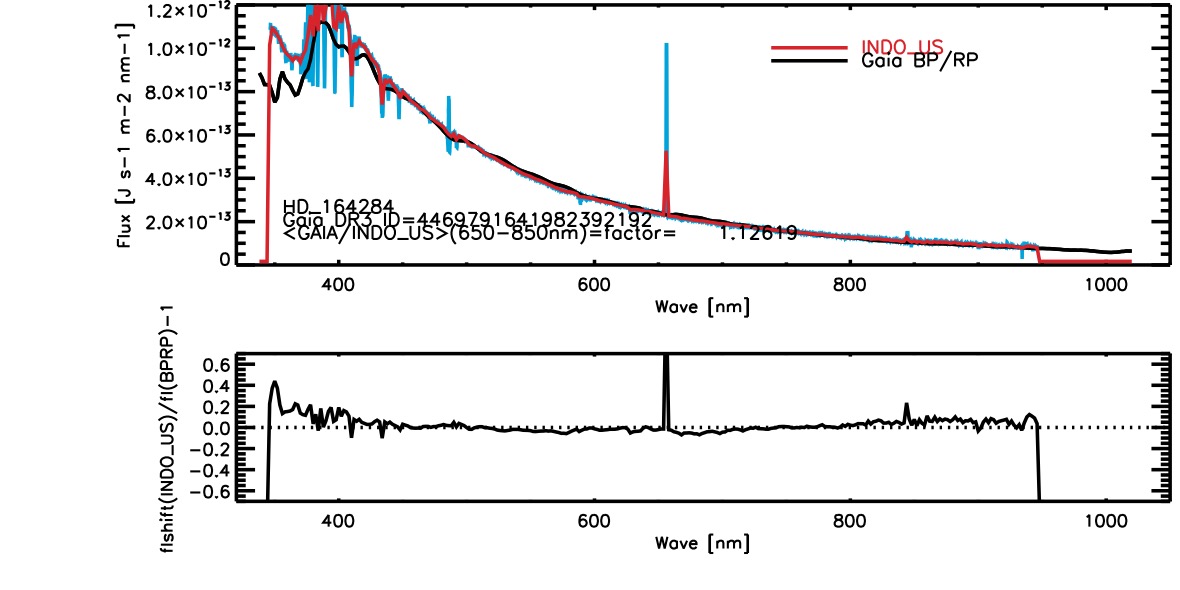 1.2×10⁻¹²
1.0×10⁻¹²
8.0×10⁻¹³
6.0×10⁻¹³
4.0×10⁻¹³
2.0×10⁻¹³
0
Flux [J s−1 m−2 nm−1]
INDO_US
Gaia BP/RP
HD_164284
Gaia DR3 ID=4469791641982392192
<GAIA/INDO_US>(650−850nm)=factor= 1.12619
400 600 800 1000
Wave [nm]
flshift(INDO_US)/fl(BPRP)−1
0.6
0.4
0.2
0.0
−0.2
−0.4
−0.6
400 600 800 1000
Wave [nm]